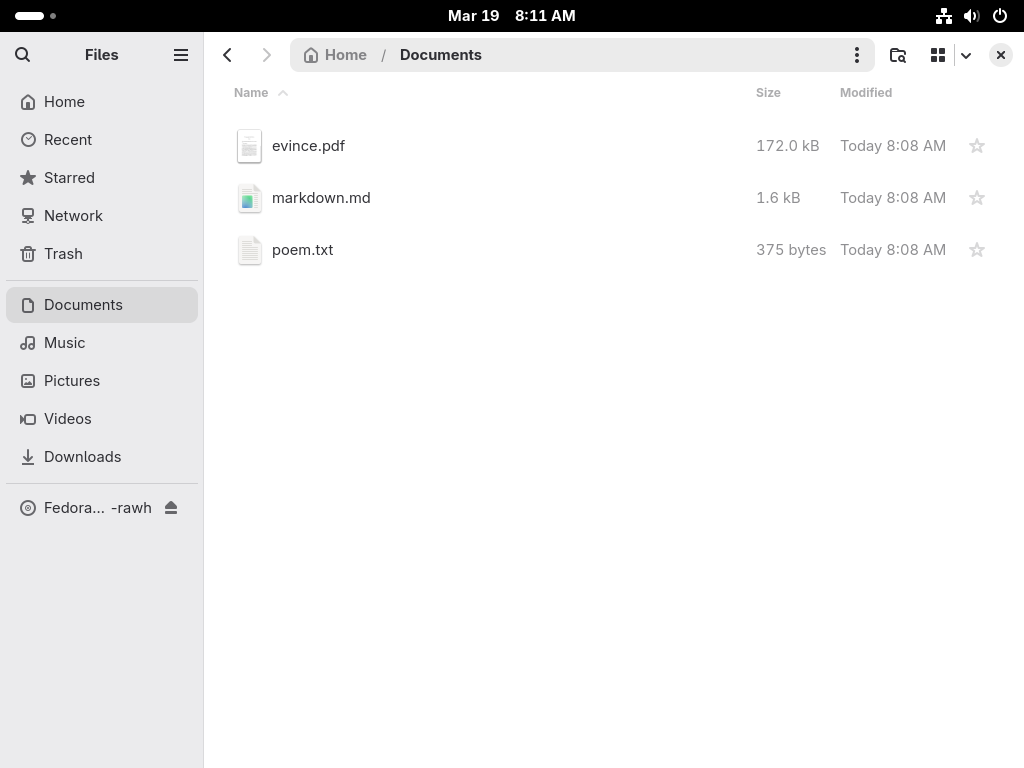 Mar 19 8:11 AM
Files
Home / Documents
Name Size Modified
Home
Recent
Starred
Network
Trash
Documents
Music
Pictures
Videos
Downloads
Fedora… -rawh
evince.pdf 172.0 kB Today 8:08 AM
markdown.md 1.6 kB Today 8:08 AM
poem.txt 375 bytes Today 8:08 AM